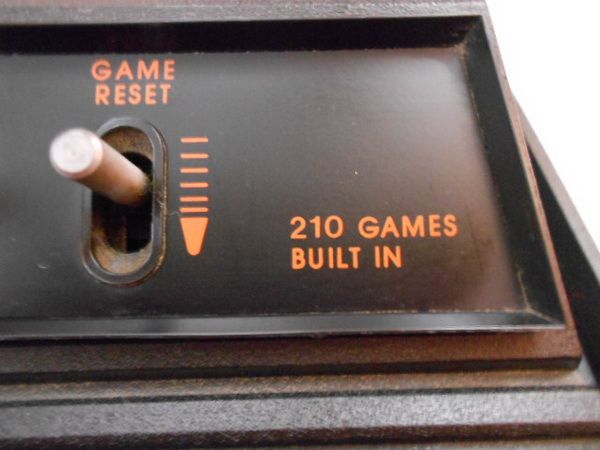 GAME
RESET
210 GAMES
BUILT IN